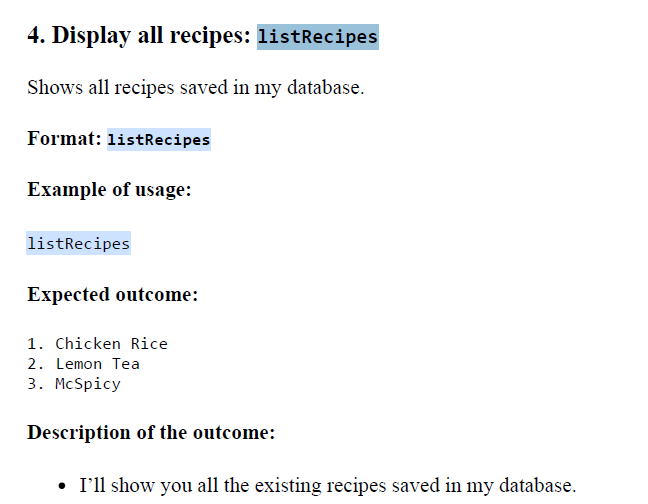 4. Display all recipes: listRecipes
Shows all recipes saved in my database.
Format: listRecipes
Example of usage:
listRecipes
Expected outcome:
1. Chicken Rice
2. Lemon Tea
3. McSpicy
Description of the outcome:
• I’ll show you all the existing recipes saved in my database.